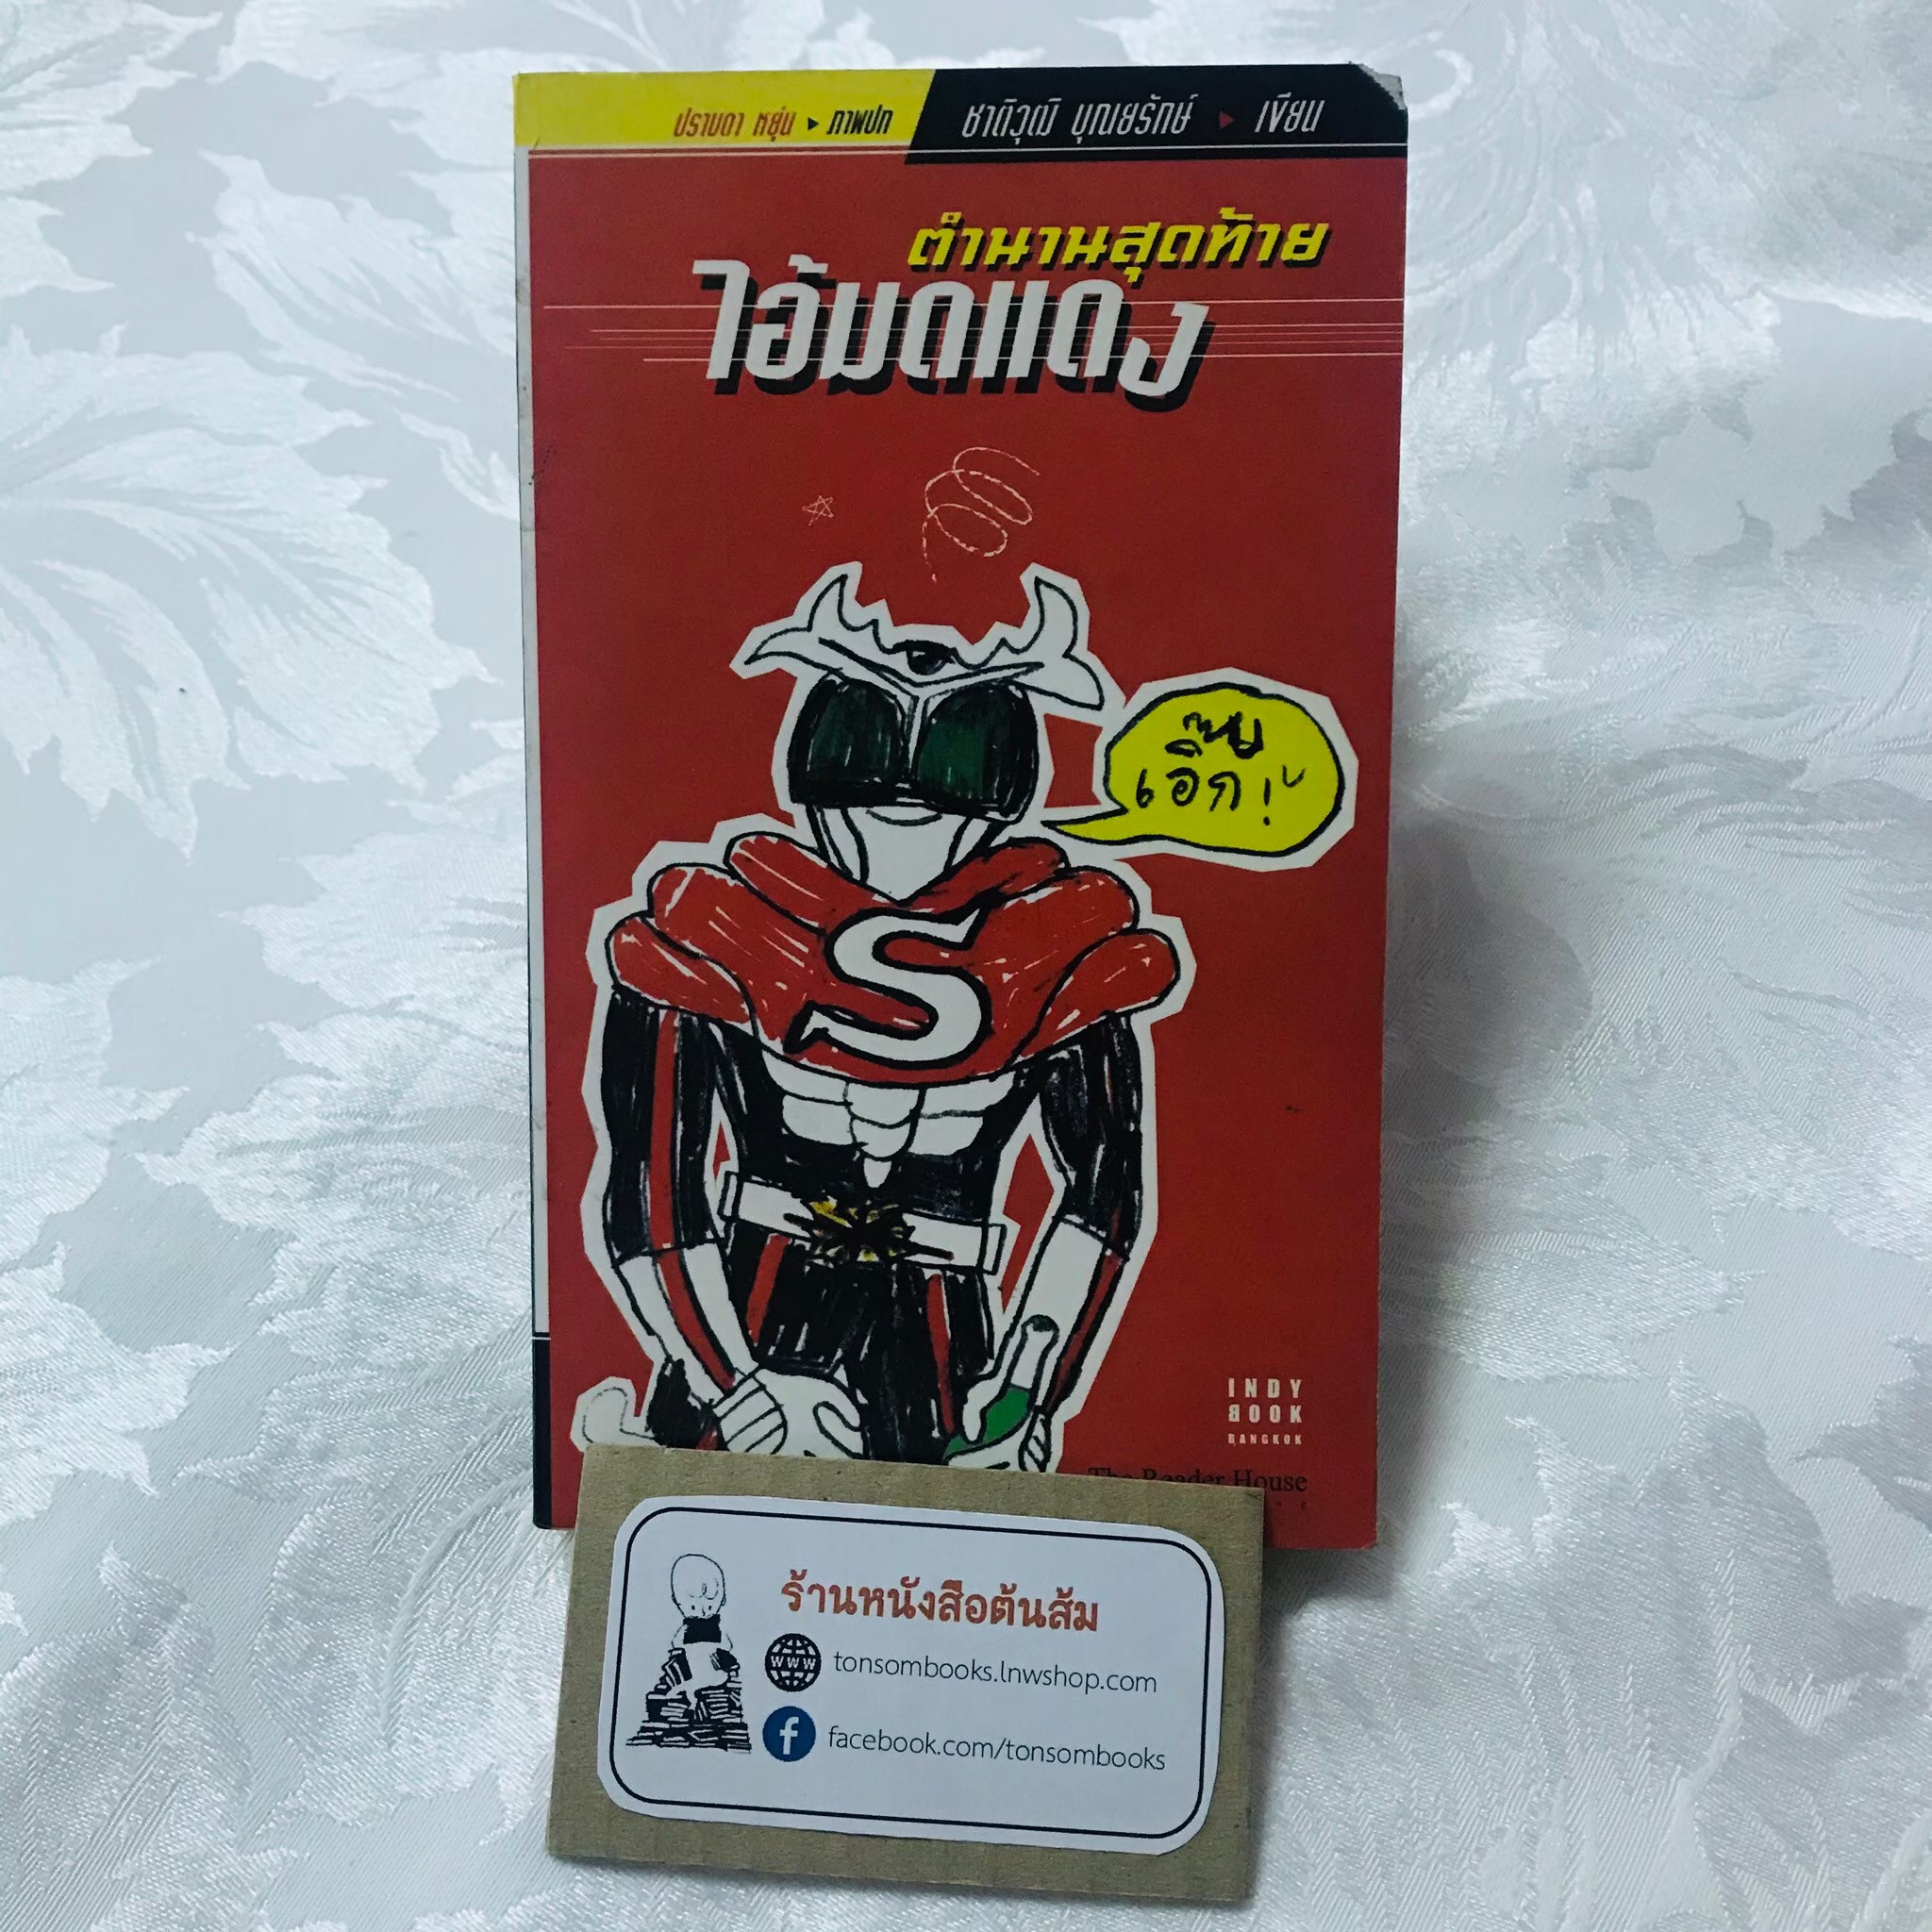 ปราบดา หยุ่น ▸ ภาพปก
ชาติวุฒิ บุณยรักษ์ ▸ เขียน
ตำนานสุดท้าย
ไอ้มดแดง
เอิ๊ก!
S
INDY
BOOK
BANGKOK
The Reader House
ร้านหนังสือต้นส้ม
www
tonsombooks.lnwshop.com
f
facebook.com/tonsombooks